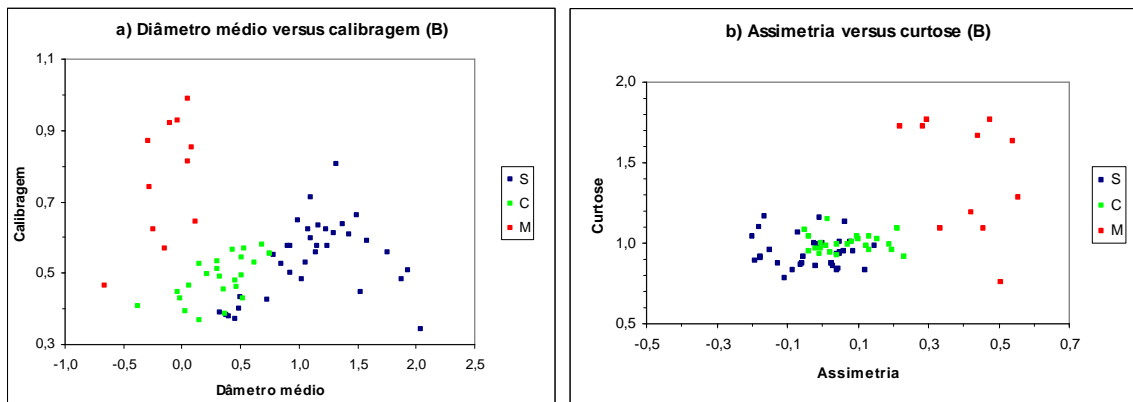 a) Diâmetro médio versus calibragem (B)
1,1
0,9
0,7
0,5
0,3
Calibragem
-1,0 -0,5 0,0 0,5 1,0 1,5 2,0 2,5
Dâmetro médio
S
C
M
b) Assimetria versus curtose (B)
2,0
1,5
1,0
0,5
Curtose
-0,5 -0,3 -0,1 0,1 0,3 0,5 0,7
Assimetria
S
C
M